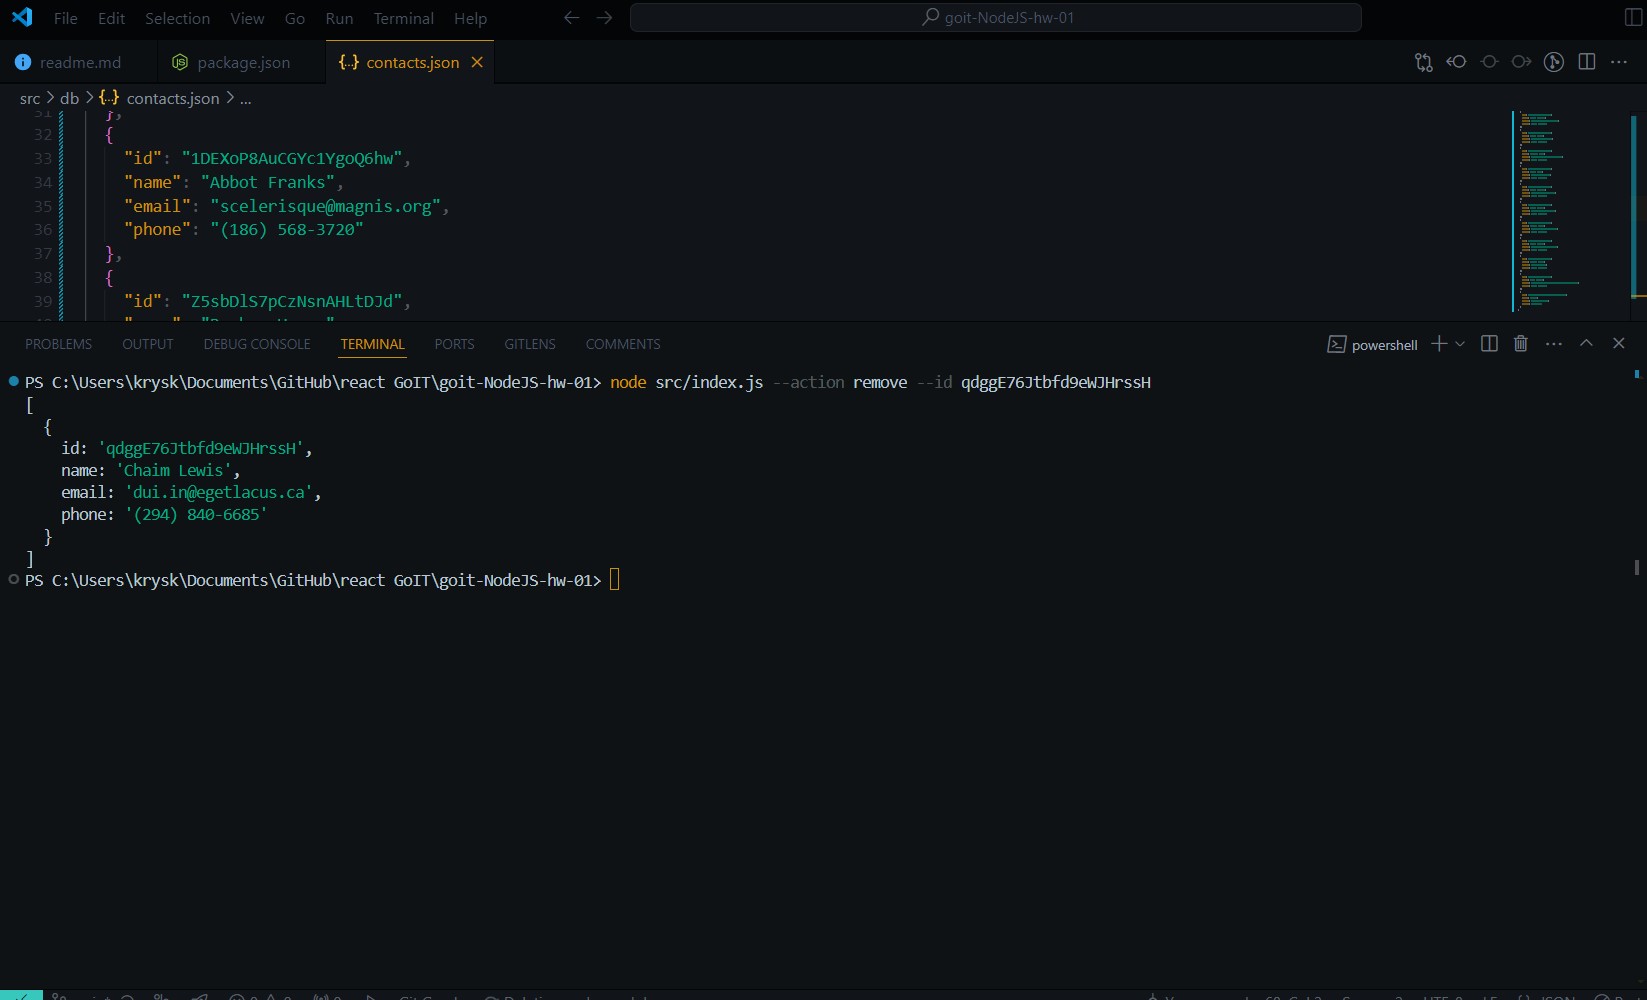 File Edit Selection View Go Run Terminal Help
goit-NodeJS-hw-01
readme.md package.json {..} contacts.json
src > db > {..} contacts.json > ...
31 },
32 {
33 "id": "1DEXoP8AuCGYc1YgoQ6hw",
34 "name": "Abbot Franks",
35 "email": "scelerisque@magnis.org",
36 "phone": "(186) 568-3720"
37 },
38 {
39 "id": "Z5sbDlS7pCzNsnAHLtDJd",
PROBLEMS OUTPUT DEBUG CONSOLE TERMINAL PORTS GITLENS COMMENTS
powershell
PS C:\Users\krysk\Documents\GitHub\react GoIT\goit-NodeJS-hw-01> node src/index.js --action remove --id qdggE76Jtbfd9eWJHrssH
[
{
id: 'qdggE76Jtbfd9eWJHrssH',
name: 'Chaim Lewis',
email: 'dui.in@egetlacus.ca',
phone: '(294) 840-6685'
}
]
PS C:\Users\krysk\Documents\GitHub\react GoIT\goit-NodeJS-hw-01>